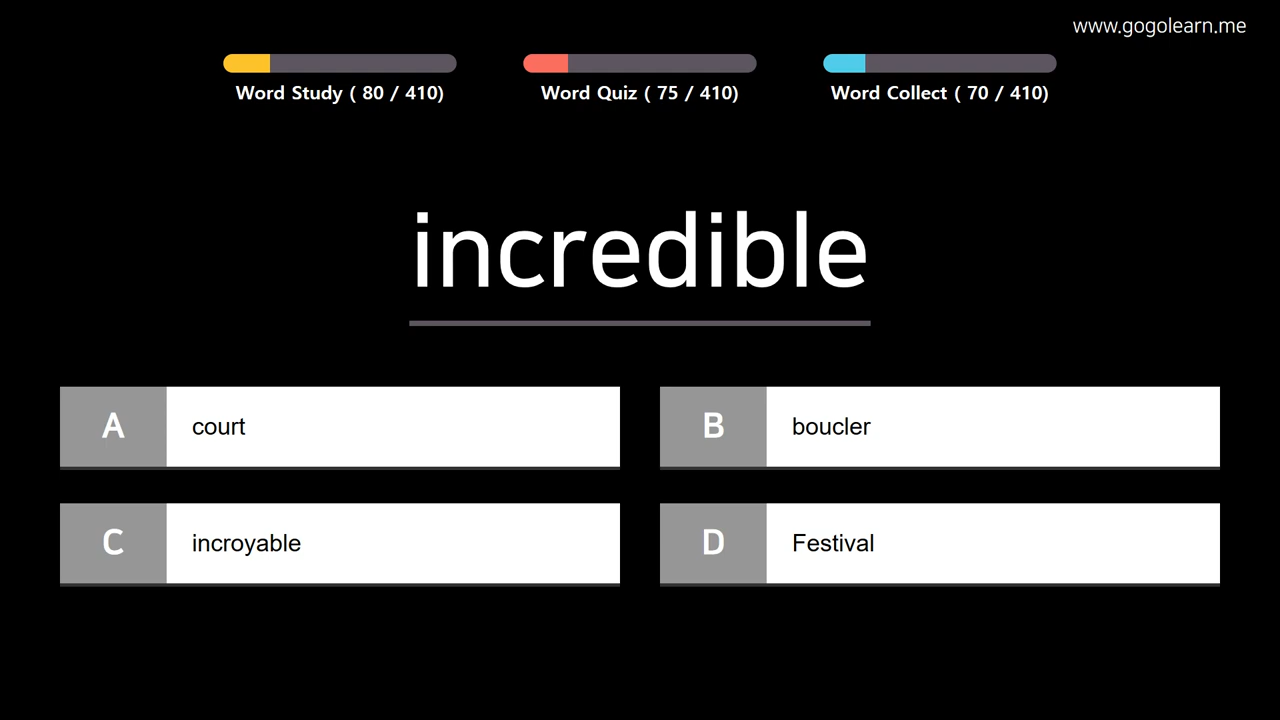 www.gogolearn.me
Word Study ( 80 / 410)
Word Quiz ( 75 / 410)
Word Collect ( 70 / 410)
incredible
A court
B boucler
C incroyable
D Festival